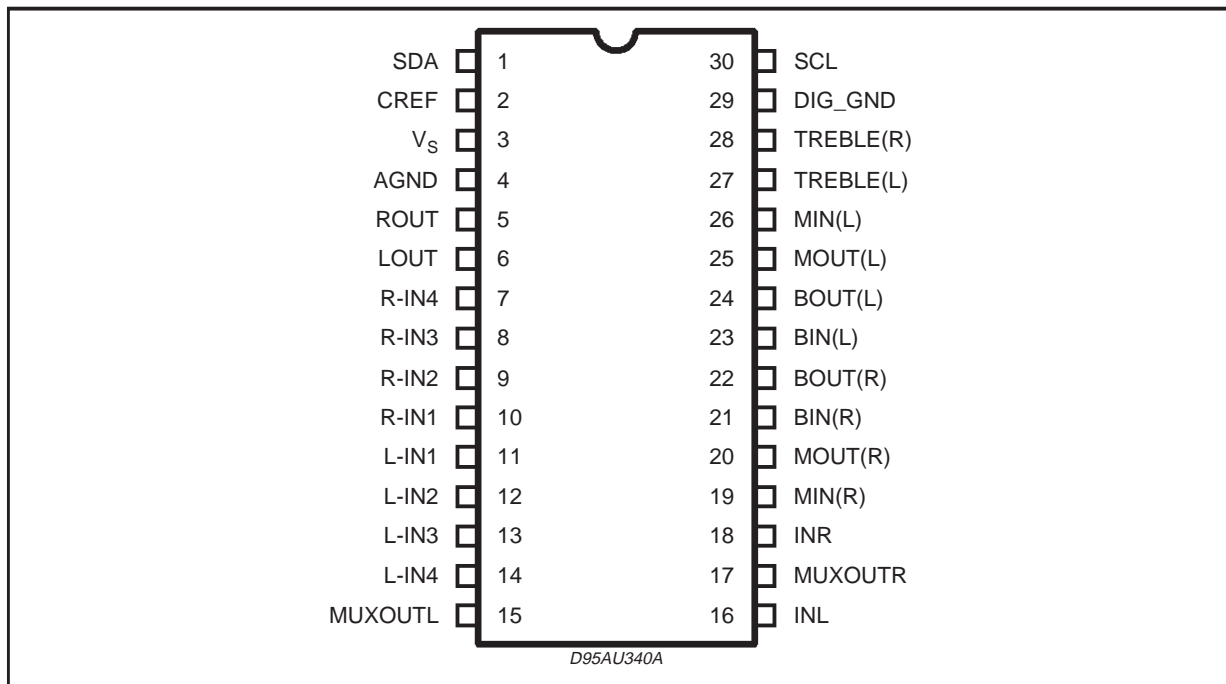 SDA 1 30 SCL
CREF 2 29 DIG_GND
VS 3 28 TREBLE(R)
AGND 4 27 TREBLE(L)
ROUT 5 26 MIN(L)
LOUT 6 25 MOUT(L)
R-IN4 7 24 BOUT(L)
R-IN3 8 23 BIN(L)
R-IN2 9 22 BOUT(R)
R-IN1 10 21 BIN(R)
L-IN1 11 20 MOUT(R)
L-IN2 12 19 MIN(R)
L-IN3 13 18 INR
L-IN4 14 17 MUXOUTR
MUXOUTL 15 16 INL
D95AU340A